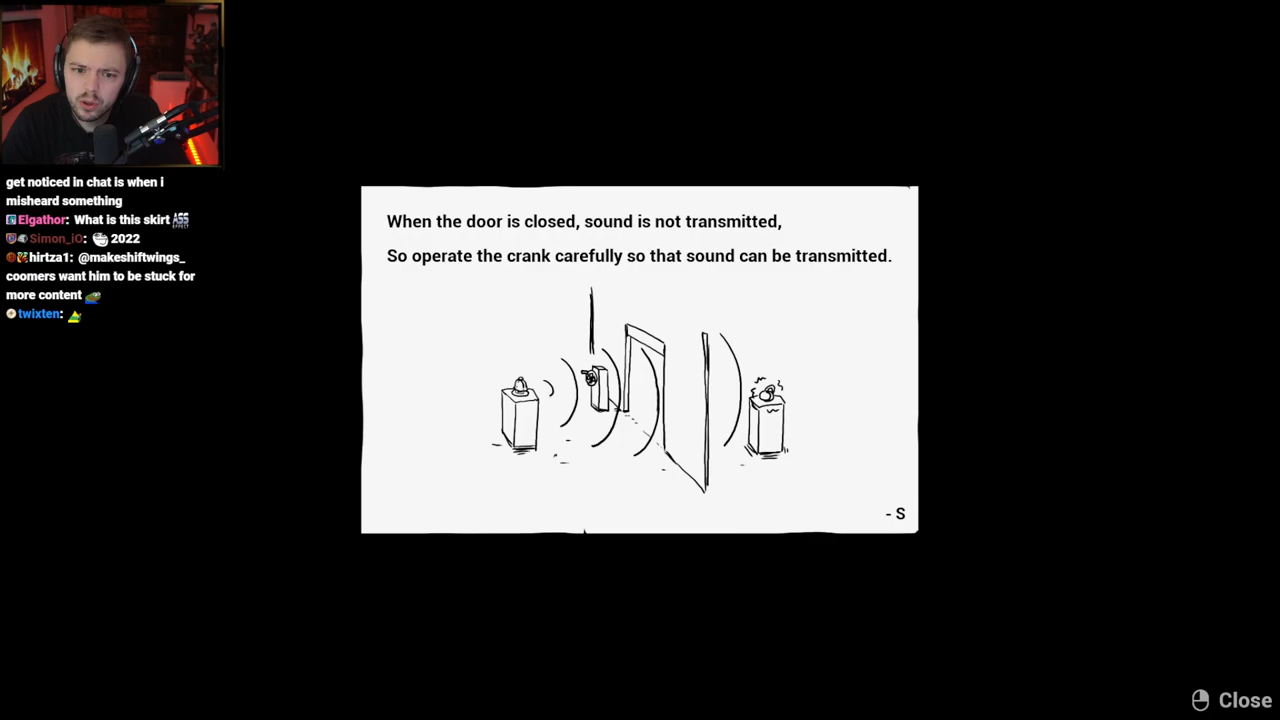 get noticed in chat is when i
misheard something
Elgathor: What is this skirt ASS EFFECT
Simon_iO: 2022
hirtza1: @makeshiftwings_
coomers want him to be stuck for
more content
twixten:
When the door is closed, sound is not transmitted,
So operate the crank carefully so that sound can be transmitted.
- S
Close